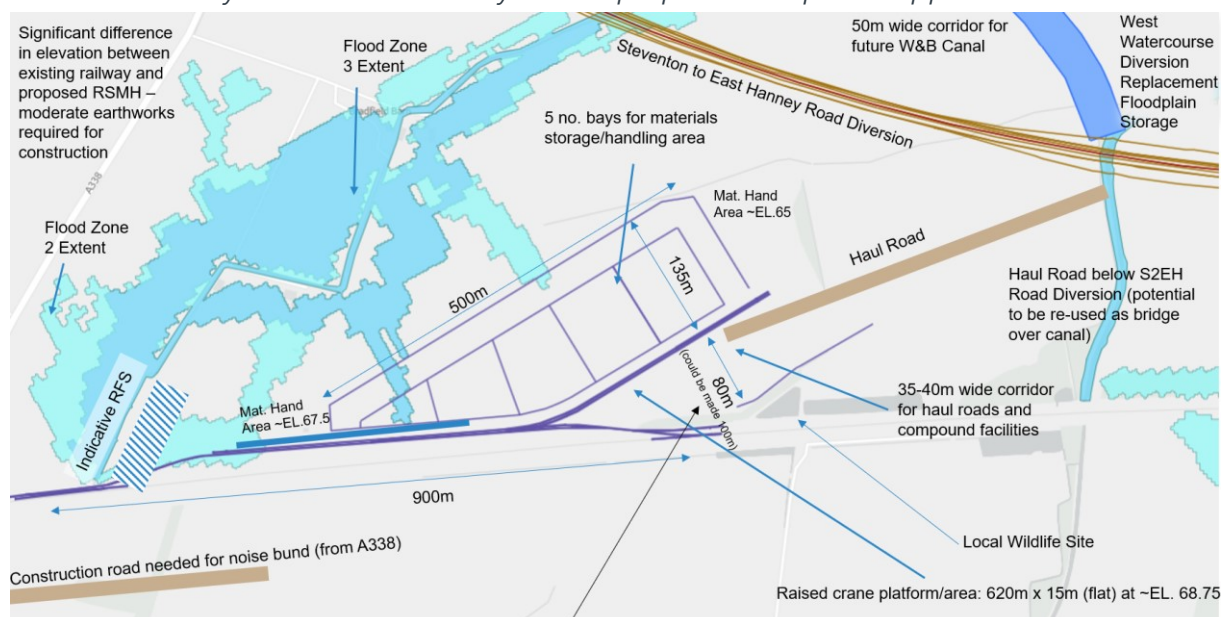 Significant difference
in elevation between
existing railway and
proposed RSMH –
moderate earthworks
required for
construction
Flood Zone
3 Extent
50m wide corridor for
future W&B Canal
West
Watercourse
Diversion
Replacement
Floodplain
Storage
Steventon to East Hanney Road Diversion
5 no. bays for materials
storage/handling area
A338
Flood Zone
2 Extent
Mat. Hand
Area ~EL.65
500m
135m
Haul Road
Haul Road below S2EH
Road Diversion (potential
to be re-used as bridge
over canal)
80m
(could be made 100m)
35-40m wide corridor
for haul roads and
compound facilities
Mat. Hand
Area ~EL.67.5
Indicative RFS
900m
Local Wildlife Site
Construction road needed for noise bund (from A338)
Raised crane platform/area: 620m x 15m (flat) at ~EL. 68.75